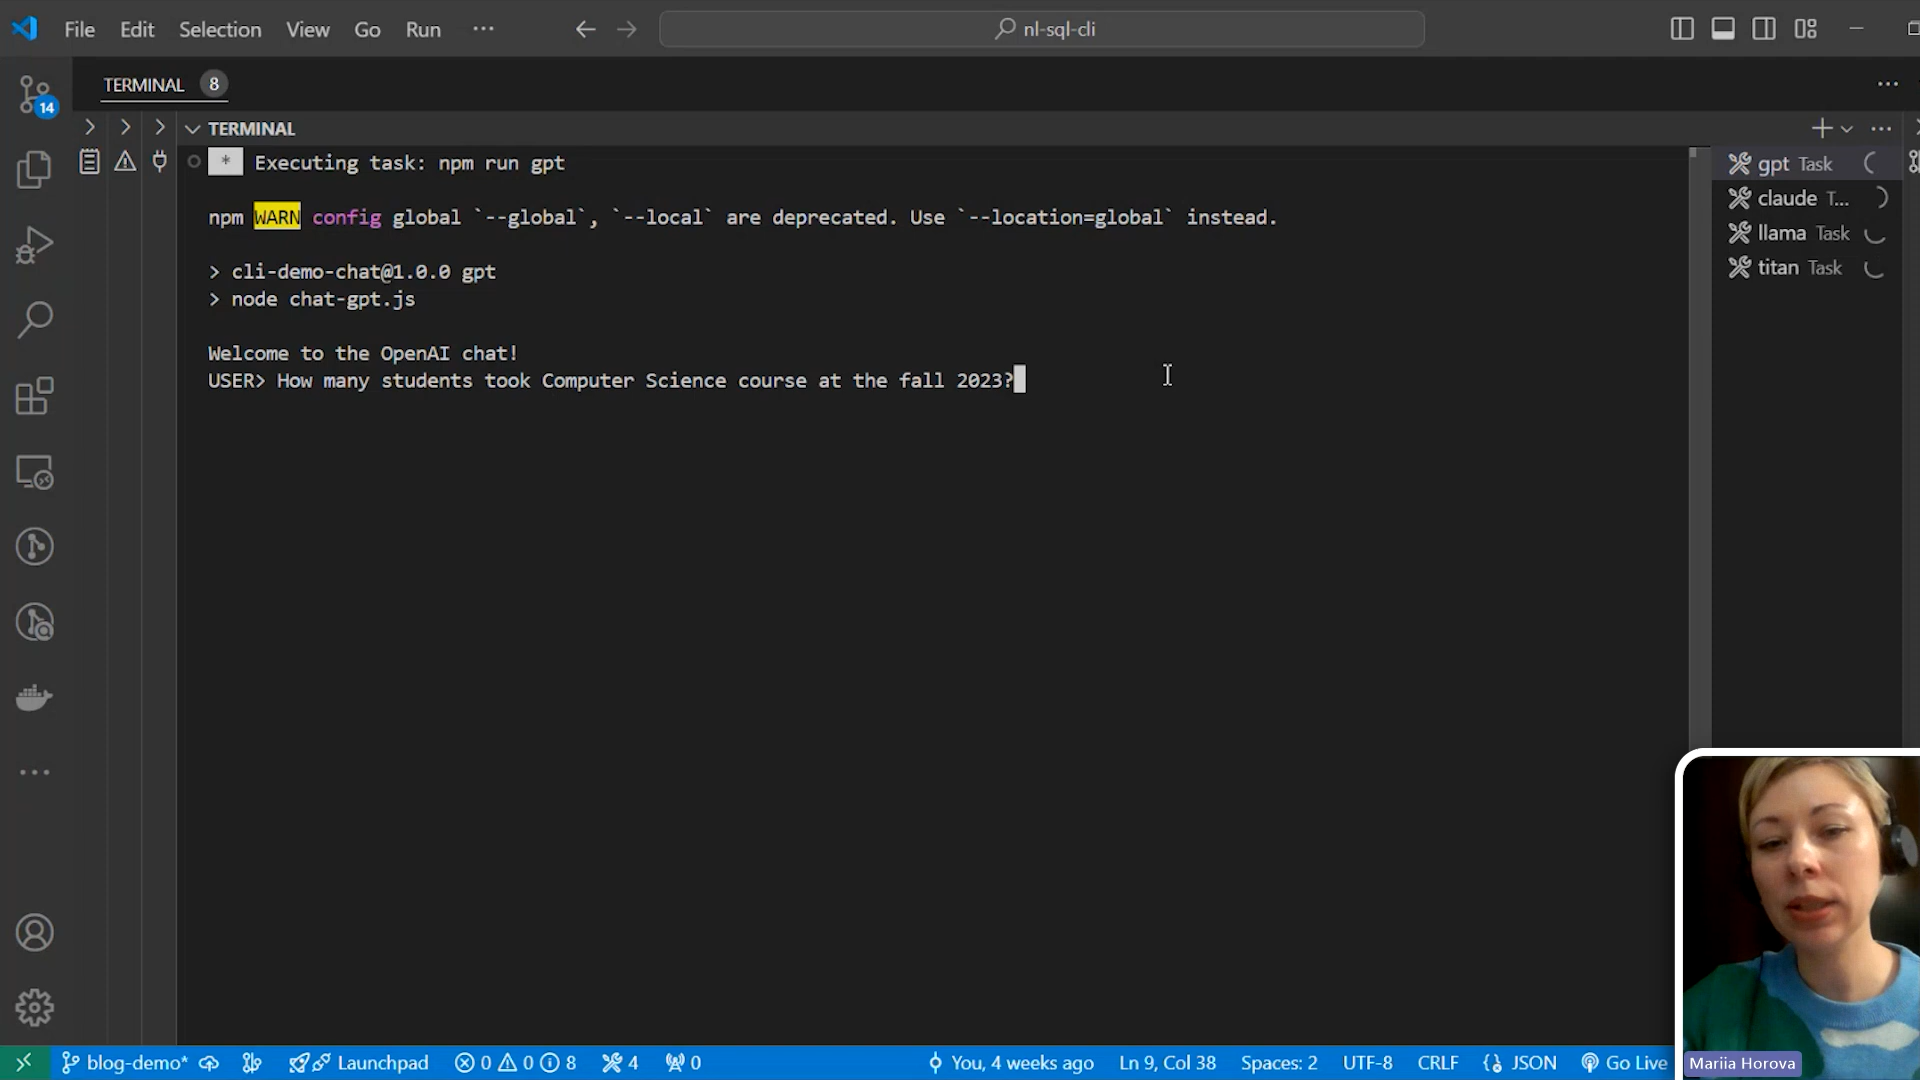 File Edit Selection View Go Run ··· nl-sql-cli
14
TERMINAL 8 ···
TERMINAL
* Executing task: npm run gpt
npm WARN config global `--global`, `--local` are deprecated. Use `--location=global` instead.
> cli-demo-chat@1.0.0 gpt
> node chat-gpt.js
Welcome to the OpenAI chat!
USER> How many students took Computer Science course at the fall 2023?
gpt Task
claude T...
llama Task
titan Task
Mariia Horova
blog-demo* Launchpad 0 0 8 4 0 You, 4 weeks ago Ln 9, Col 38 Spaces: 2 UTF-8 CRLF {} JSON Go Live